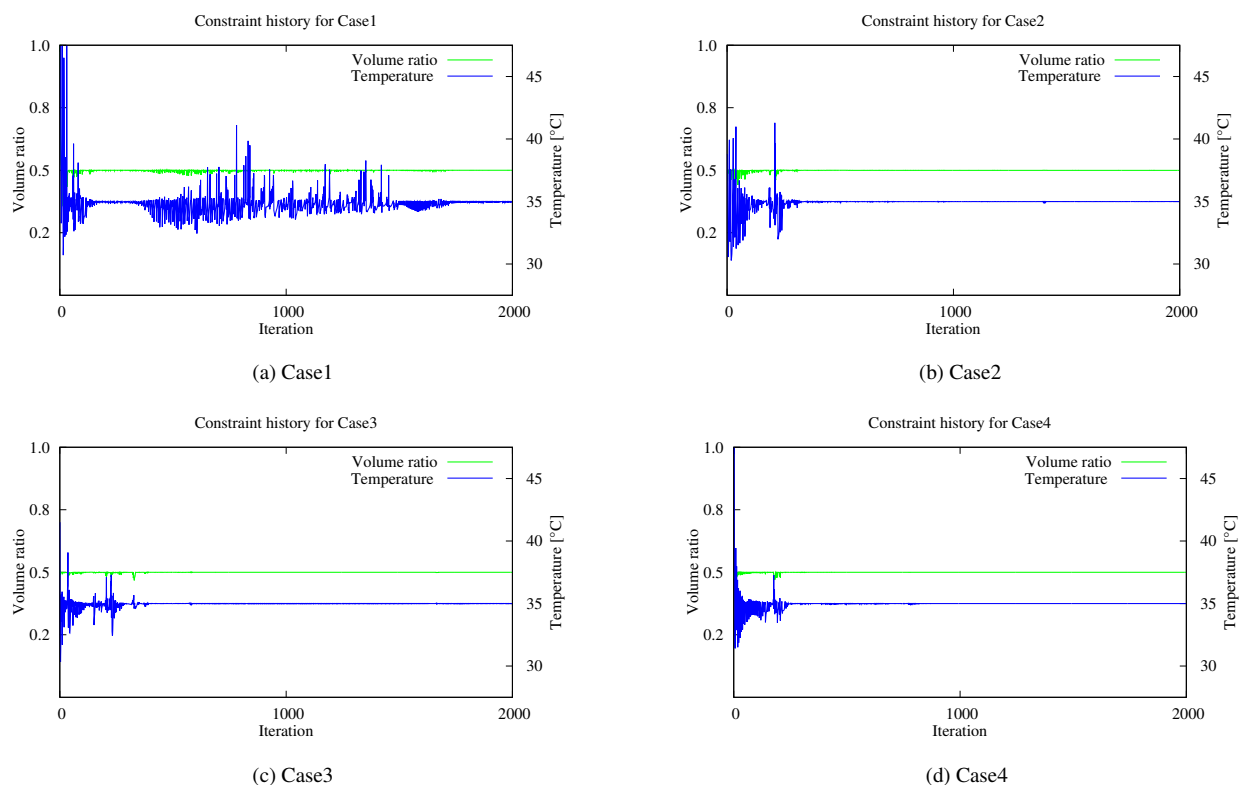 Constraint history for Case1
Volume ratio
Temperature
1.0
0.8
0.5
0.2
Volume ratio
45
40
35
30
Temperature [°C]
0
1000
2000
Iteration
(a) Case1
Constraint history for Case2
Volume ratio
Temperature
1.0
0.8
0.5
0.2
Volume ratio
45
40
35
30
Temperature [°C]
0
1000
2000
Iteration
(b) Case2
Constraint history for Case3
Volume ratio
Temperature
1.0
0.8
0.5
0.2
Volume ratio
45
40
35
30
Temperature [°C]
0
1000
2000
Iteration
(c) Case3
Constraint history for Case4
Volume ratio
Temperature
1.0
0.8
0.5
0.2
Volume ratio
45
40
35
30
Temperature [°C]
0
1000
2000
Iteration
(d) Case4